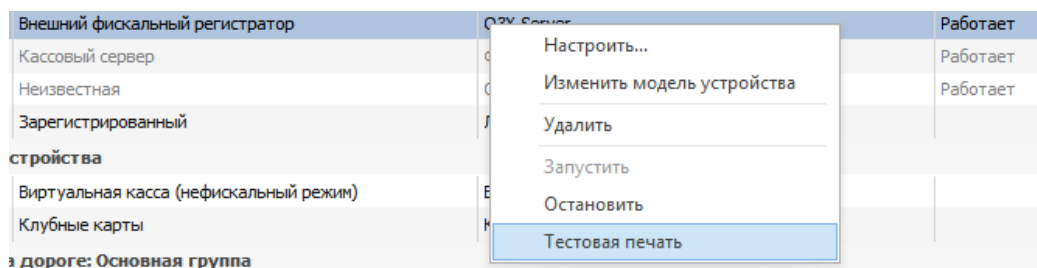 Внешний фискальный регистратор Server Работает
Кассовый сервер Работает
Неизвестная Работает
Зарегистрированный
стройства
Виртуальная касса (нефискальный режим)
Клубные карты
а дороге: Основная группа
Настроить...
Изменить модель устройства
Удалить
Запустить
Остановить
Тестовая печать